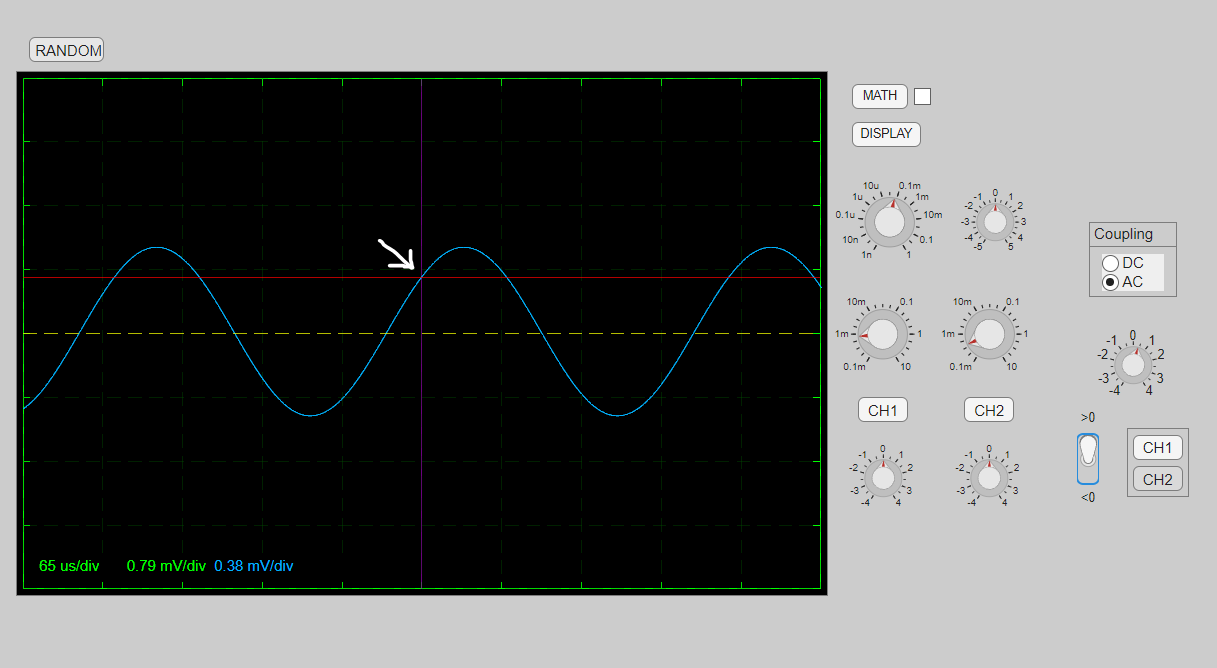 RANDOM
MATH
DISPLAY
10u 0.1m
1u 1m
0.1u 10m
10n 0.1
1n 1
0
-1 1
-2 2
-3 3
-4 4
-5 5
Coupling
DC
AC
10m 0.1
1m 1
0.1m 10
10m 0.1
1m 1
0.1m 10
0
-1 1
-2 2
-3 3
-4 4
CH1
CH2
>0
<0
CH1
CH2
0
-1 1
-2 2
-3 3
-4 4
0
-1 1
-2 2
-3 3
-4 4
65 us/div 0.79 mV/div 0.38 mV/div